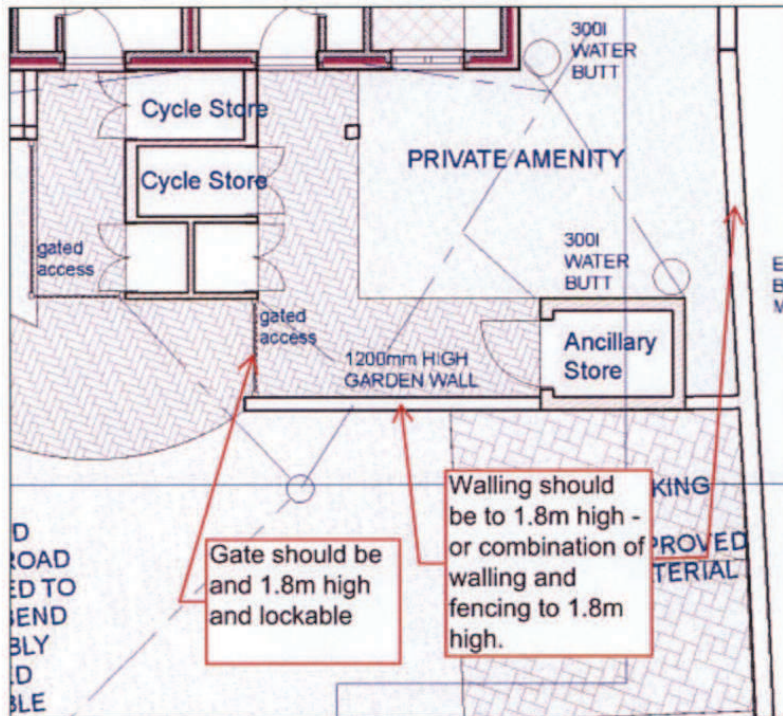 300l
WATER
BUTT
Cycle Store
PRIVATE AMENITY
Cycle Store
gated
access
300l
WATER
BUTT
gated
access
1200mm HIGH
GARDEN WALL
Ancillary
Store
Gate should be
and 1.8m high
and lockable
Walling should
be to 1.8m high -
or combination of
walling and
fencing to 1.8m
high.
KING
PROVED
TERIAL
D
ROAD
ED TO
BEND
BLY
D
BLE
E
B
M